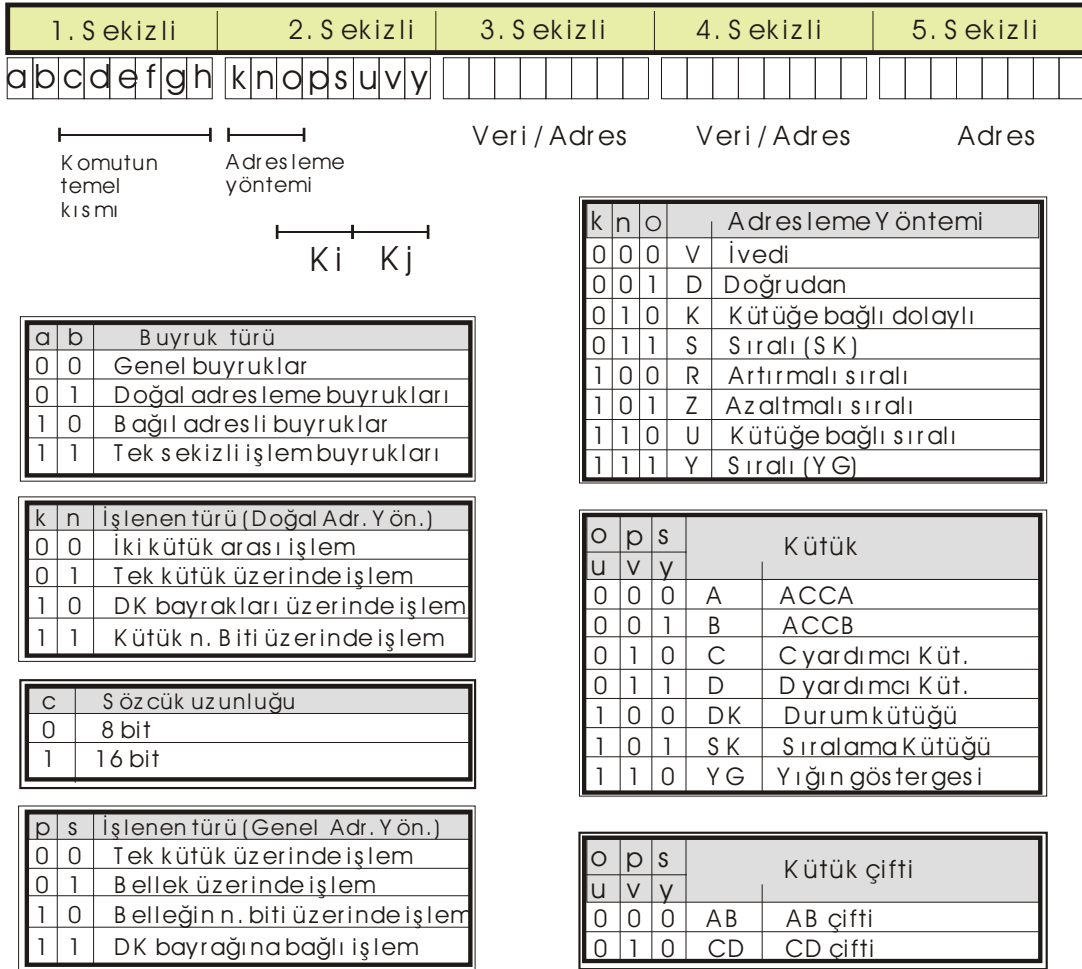 1. Sekizli 2. Sekizli 3. Sekizli 4. Sekizli 5. Sekizli
a b c d e f g h k n o p s u v y
Veri / Adres Veri / Adres Adres
Komutun temel kısmı
Adresleme yöntemi
Ki Kj
a b Buyruk türü
0 0 Genel buyruklar
0 1 Doğal adresleme buyrukları
1 0 Bağıl adresli buyruklar
1 1 Tek sekizli işlem buyrukları
k n İşlenen türü (Doğal Adr. Yön.)
0 0 İki kütük arası işlem
0 1 Tek kütük üzerinde işlem
1 0 DK bayrakları üzerinde işlem
1 1 Kütük n. Biti üzerinde işlem
c Sözcük uzunluğu
0 8 bit
1 16 bit
p s İşlenen türü (Genel Adr. Yön.)
0 0 Tek kütük üzerinde işlem
0 1 Bellek üzerinde işlem
1 0 Belleğin n. biti üzerinde işlem
1 1 DK bayrağına bağlı işlem
k n o Adresleme Yöntemi
0 0 0 V İvedi
0 0 1 D Doğrudan
0 1 0 K Kütüğe bağlı dolaylı
0 1 1 S Sıralı (SK)
1 0 0 R Artırmalı sıralı
1 0 1 Z Azaltmalı sıralı
1 1 0 U Kütüğe bağlı sıralı
1 1 1 Y Sıralı (YG)
o p s Kütük
u v y
0 0 0 A ACCA
0 0 1 B ACCB
0 1 0 C C yardımcı Küt.
0 1 1 D D yardımcı Küt.
1 0 0 DK Durum kütüğü
1 0 1 SK Sıralama Kütüğü
1 1 0 YG Yığın göstergesi
o p s Kütük çifti
u v y
0 0 0 AB AB çifti
0 1 0 CD CD çifti